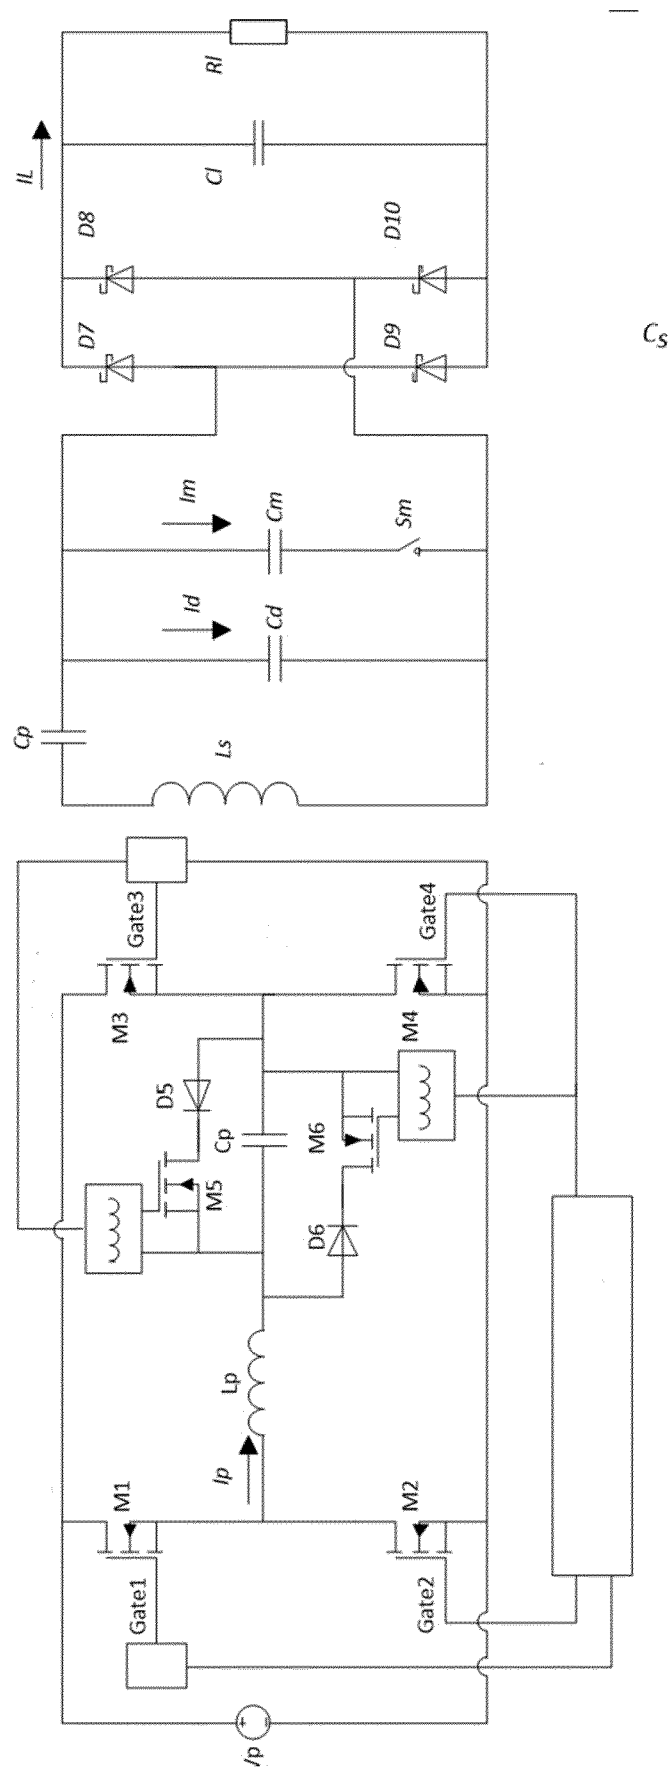 Rl
IL
Cl
D8
D10
D7
D9
Cs
Im
Cm
Sm
Id
Cd
Cp
Ls
Gate3
Gate4
M3
M4
D5
Cp
M6
M5
D6
Lp
Ip
M1
M2
Gate1
Gate2
+
-
Vp